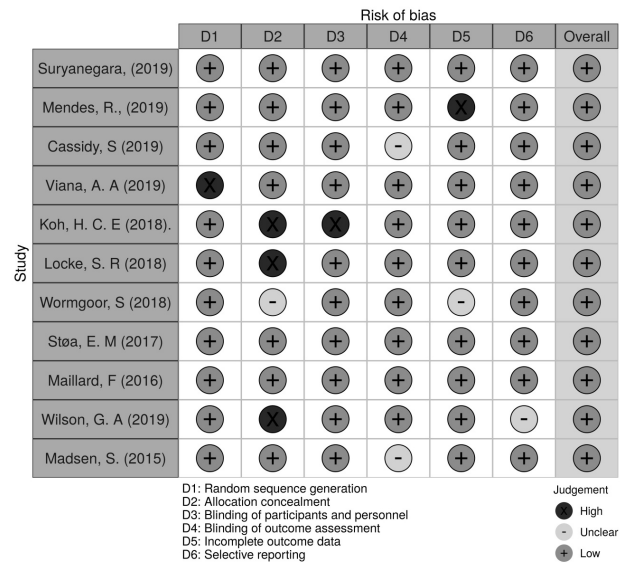 Risk of bias
D1 D2 D3 D4 D5 D6 Overall
Study
Suryanegara, (2019) + + + + + + +
Mendes, R., (2019) + + + + X + +
Cassidy, S (2019) + + + - + + +
Viana, A. A (2019) X + + + + + +
Koh, H. C. E (2018). + X X + + + +
Locke, S. R (2018) + X + + + + +
Wormgoor, S (2018) + - + + - + +
Støa, E. M (2017) + + + + + + +
Maillard, F (2016) + + + + + + +
Wilson, G. A (2019) + X + + + - +
Madsen, S. (2015) + + + - + + +
D1: Random sequence generation
D2: Allocation concealment
D3: Blinding of participants and personnel
D4: Blinding of outcome assessment
D5: Incomplete outcome data
D6: Selective reporting
Judgement
X High
- Unclear
+ Low